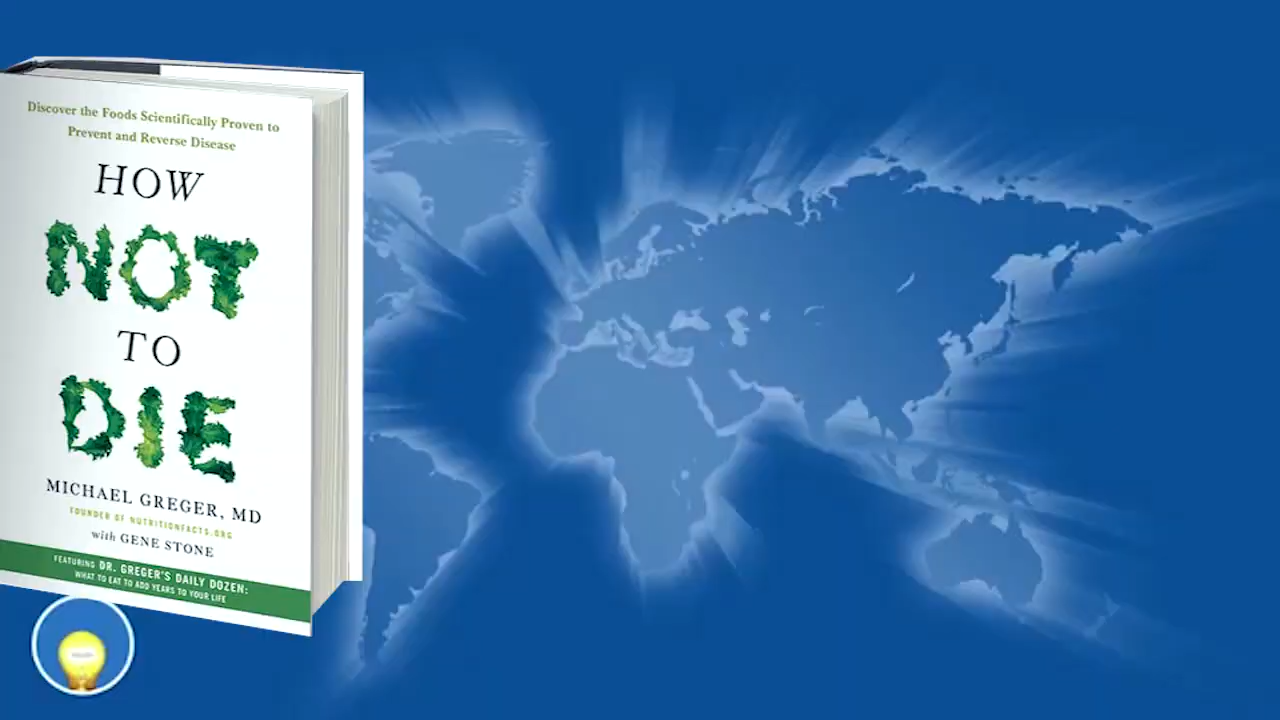 Discover the Foods Scientifically Proven to
Prevent and Reverse Disease
HOW
NOT
TO
DIE
MICHAEL GREGER, MD
FOUNDER OF NUTRITIONFACTS.ORG
with GENE STONE
FEATURING DR. GREGER'S DAILY DOZEN:
WHAT TO EAT TO ADD YEARS TO YOUR LIFE